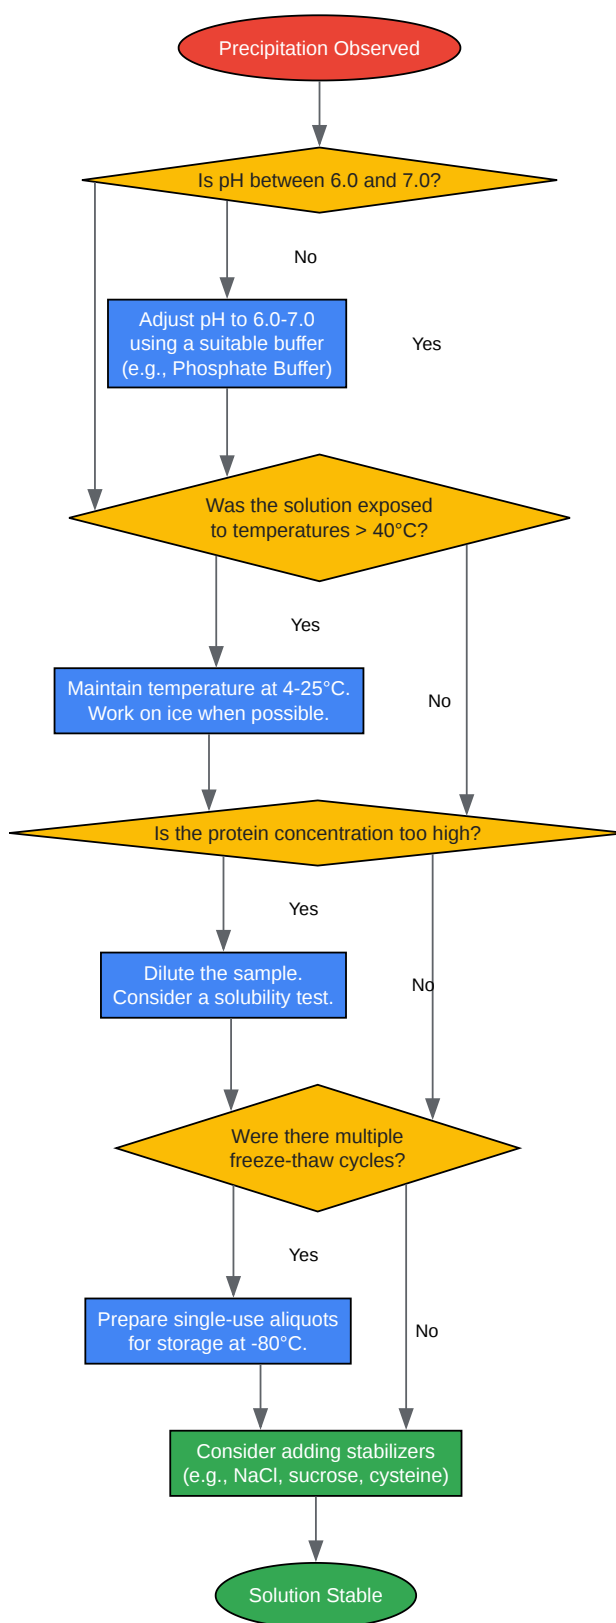 Precipitation Observed
Is pH between 6.0 and 7.0?
No
Adjust pH to 6.0-7.0
using a suitable buffer
(e.g., Phosphate Buffer)
Yes
Was the solution exposed
to temperatures > 40°C?
Yes
Maintain temperature at 4-25°C.
Work on ice when possible.
No
Is the protein concentration too high?
Yes
Dilute the sample.
Consider a solubility test.
No
Were there multiple
freeze-thaw cycles?
Yes
Prepare single-use aliquots
for storage at -80°C.
No
Consider adding stabilizers
(e.g., NaCl, sucrose, cysteine)
Solution Stable